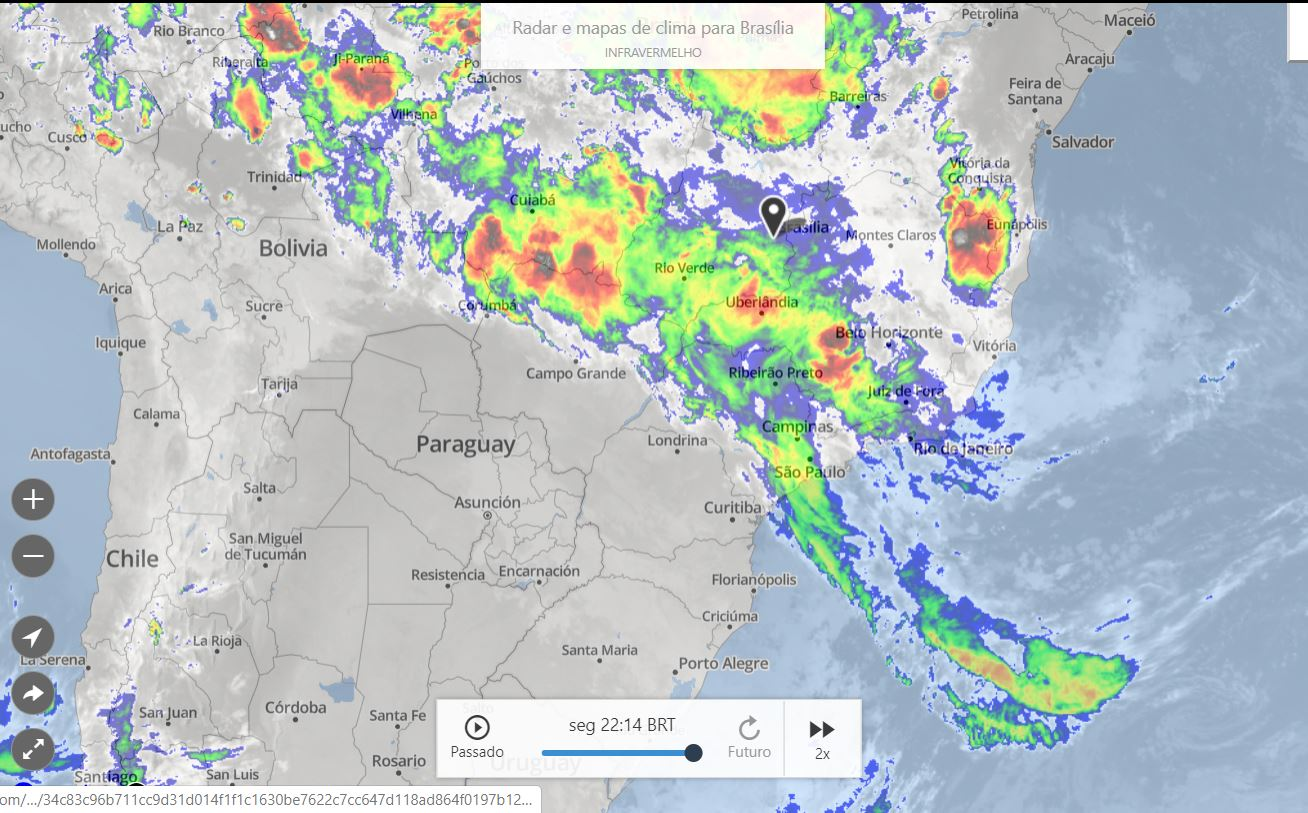 Radar e mapas de clima para Brasília
INFRAVERMELHO
Petrolina
Maceió
Rio Branco
Aracaju
Riberalta
Ji-Paraná
Gaúchos
Feira de
Santana
Barreiras
Vilhena
Cusco
Salvador
Trinidad
Vitória da
Conquista
Cuiabá
La Paz
Eunápolis
Montes Claros
Mollendo
Bolivia
Rio Verde
Arica
Sucre
Corumbá
Uberlândia
Belo Horizonte
Iquique
Vitória
Campo Grande
Ribeirão Preto
Tarija
Juiz de Fora
Calama
Campinas
Paraguay
Londrina
Rio de Janeiro
Antofagasta
São Paulo
Salta
Asunción
Curitiba
San Miguel
de Tucumán
Chile
Resistencia
Encarnación
Florianópolis
Criciúma
La Rioja
Santa Maria
La Serena
Porto Alegre
San Juan
Córdoba
Santa Fe
Salto
seg 22:14 BRT
Passado
Futuro
2x
Rosario
Uruguay
Santiago
San Luis
om/.../34c83c96b711cc9d31d014f1f1c1630be7622c7cc647d118ad864f0197b12...